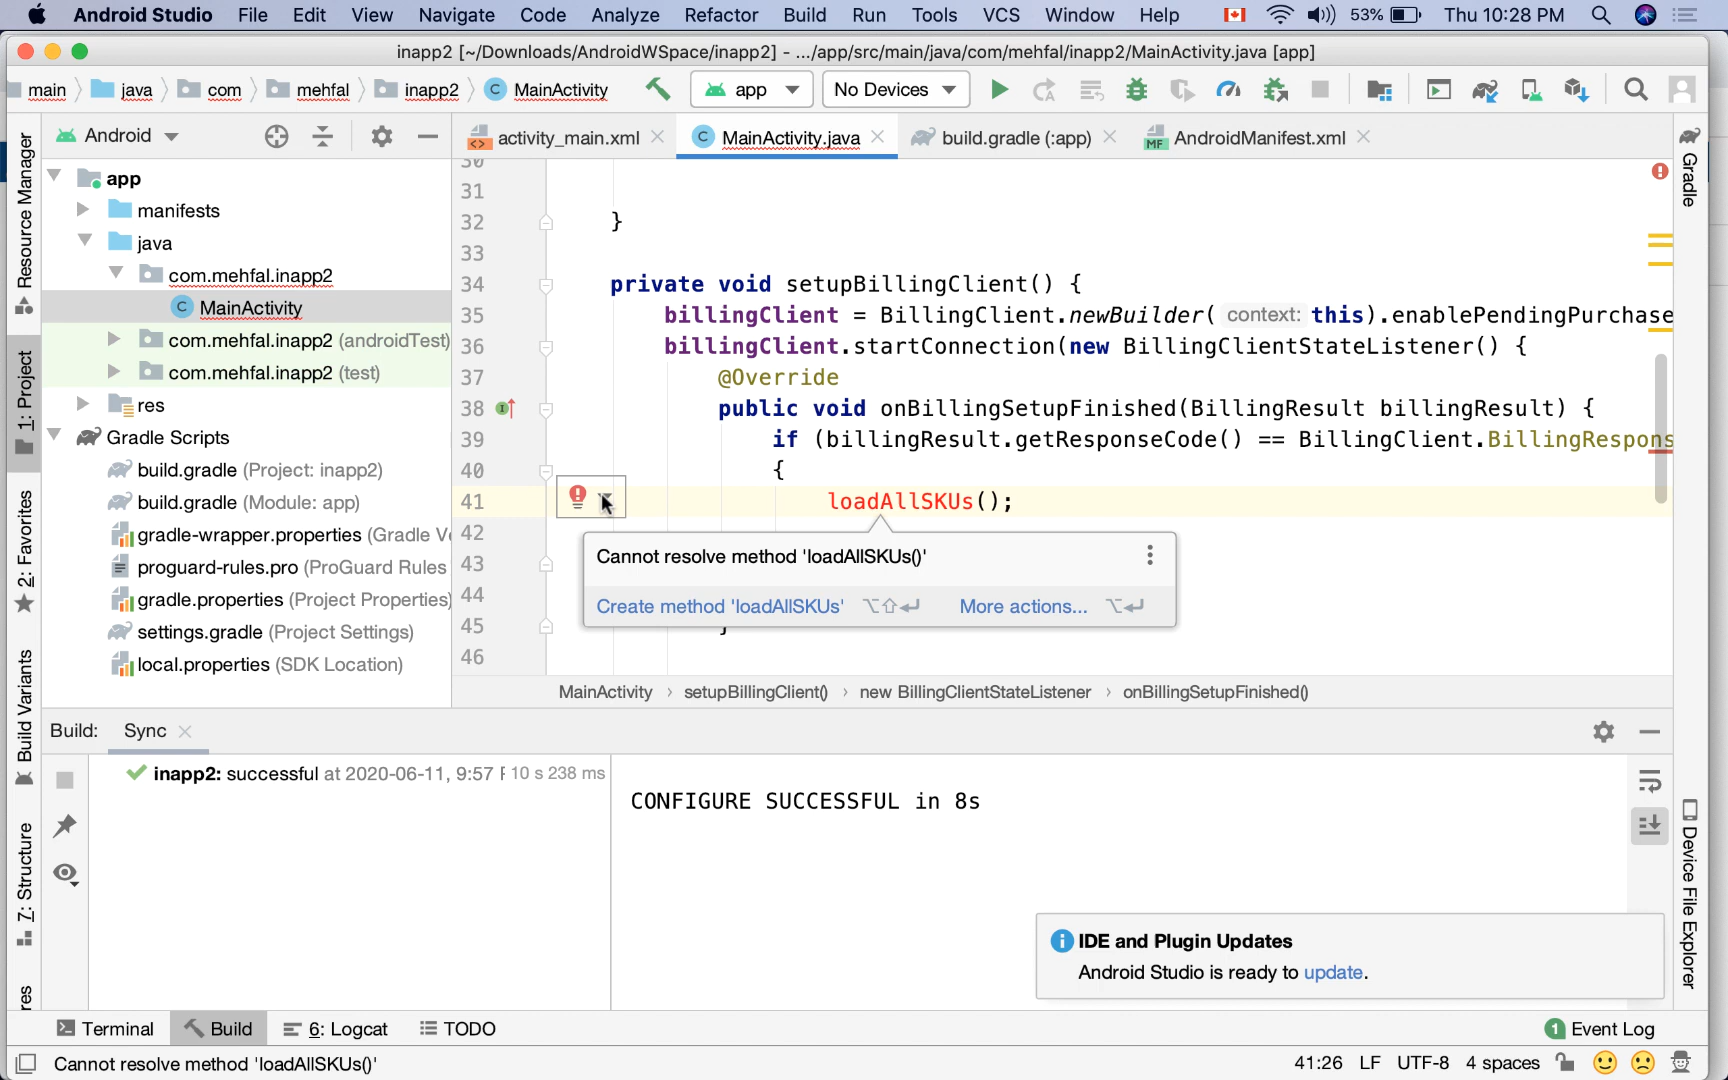 Android Studio File Edit View Navigate Code Analyze Refactor Build Run Tools VCS Window Help 53% Thu 10:28 PM
inapp2 [~/Downloads/AndroidWSpace/inapp2] - .../app/src/main/java/com/mehfal/inapp2/MainActivity.java [app]
main java com mehfal inapp2 C MainActivity app No Devices
Android activity_main.xml C MainActivity.java build.gradle (:app) MF AndroidManifest.xml
Resource Manager
1: Project
2: Favorites
Build Variants
7: Structure
res
app
manifests
java
com.mehfal.inapp2
C MainActivity
com.mehfal.inapp2 (androidTest)
com.mehfal.inapp2 (test)
res
Gradle Scripts
build.gradle (Project: inapp2)
build.gradle (Module: app)
gradle-wrapper.properties (Gradle Ve
proguard-rules.pro (ProGuard Rules
gradle.properties (Project Properties)
settings.gradle (Project Settings)
local.properties (SDK Location)
30
31
32 }
33
34 private void setupBillingClient() {
35 billingClient = BillingClient.newBuilder( context: this).enablePendingPurchase
36 billingClient.startConnection(new BillingClientStateListener() {
37 @Override
38 public void onBillingSetupFinished(BillingResult billingResult) {
39 if (billingResult.getResponseCode() == BillingClient.BillingRespons
40 {
41 loadAllSKUs();
42
43
44
45 }
46
Cannot resolve method 'loadAllSKUs()'
Create method 'loadAllSKUs' ⌥⇧↵ More actions... ⌥↵
MainActivity › setupBillingClient() › new BillingClientStateListener › onBillingSetupFinished()
Gradle
Device File Explorer
Build: Sync
inapp2: successful at 2020-06-11, 9:57 10 s 238 ms
CONFIGURE SUCCESSFUL in 8s
IDE and Plugin Updates
Android Studio is ready to update.
Terminal Build 6: Logcat TODO 1 Event Log
Cannot resolve method 'loadAllSKUs()' 41:26 LF UTF-8 4 spaces